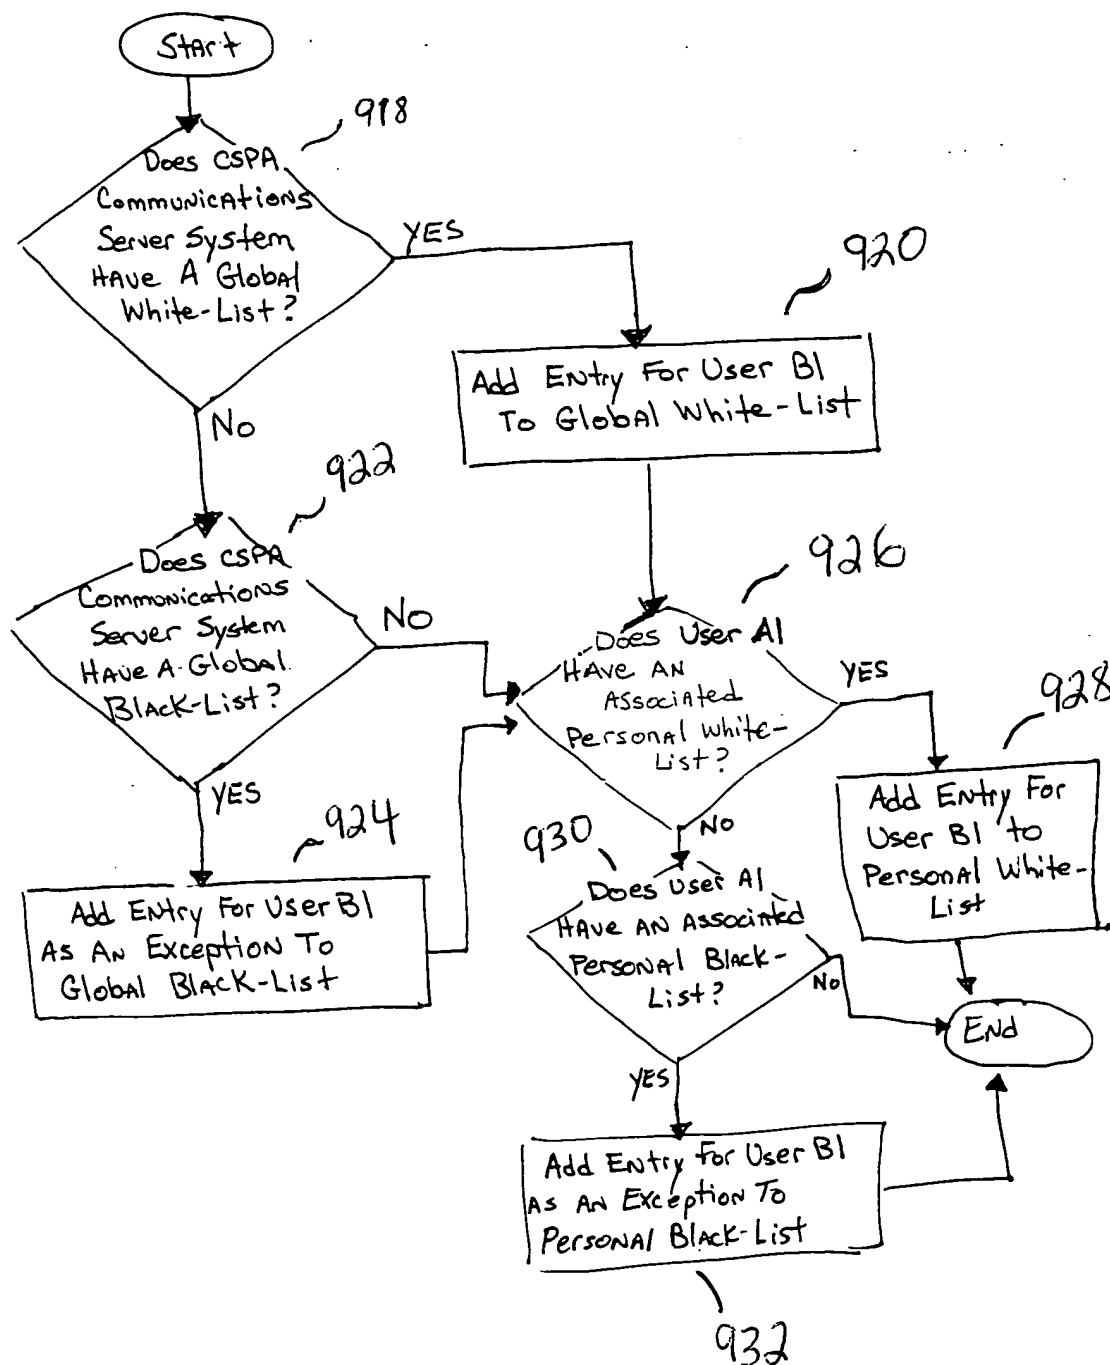 Start
918
Does CSPA
Communications
Server System
Have A Global
White-List?
YES
No
920
Add Entry For User B1
To Global White-List
922
Does CSPA
Communications
Server System
Have A Global
Black-List?
No
YES
924
Add Entry For User B1
As An Exception To
Global Black-List
926
Does User A1
Have An
Associated
Personal White-
List?
YES
No
928
Add Entry For
User B1 to
Personal White-
List
930
Does User A1
Have An Associated
Personal Black-
List?
No
YES
End
Add Entry For User B1
As An Exception To
Personal Black-List
932